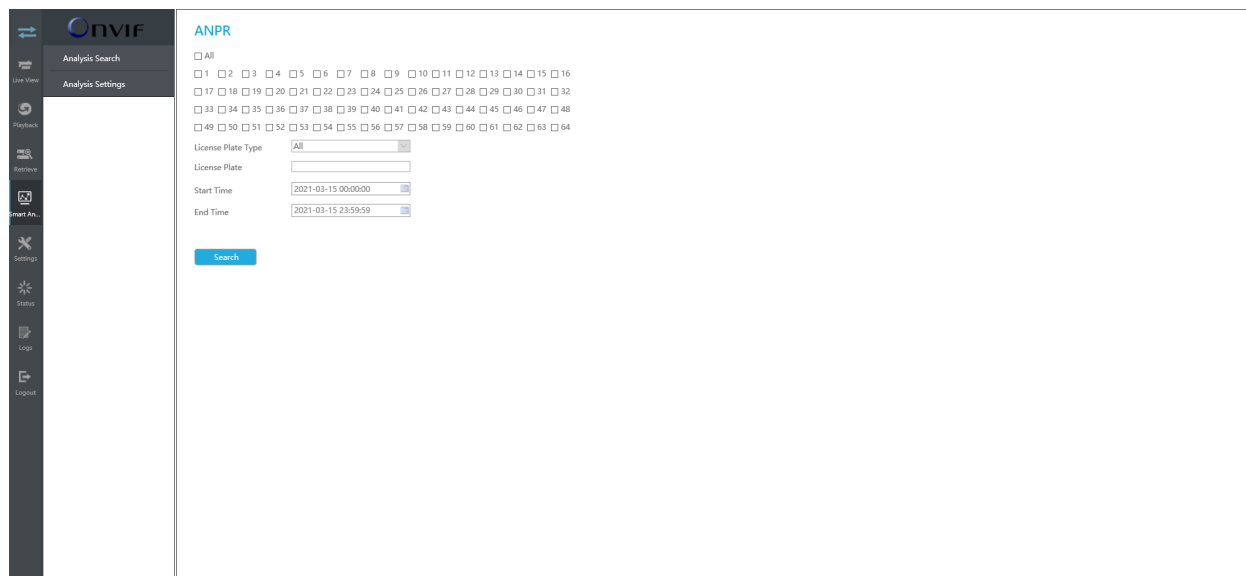 Onvif
Live View
Playback
Retrieve
Smart An...
Settings
Status
Logs
Logout
Analysis Search
Analysis Settings
ANPR
All
1 2 3 4 5 6 7 8 9 10 11 12 13 14 15 16
17 18 19 20 21 22 23 24 25 26 27 28 29 30 31 32
33 34 35 36 37 38 39 40 41 42 43 44 45 46 47 48
49 50 51 52 53 54 55 56 57 58 59 60 61 62 63 64
License Plate Type All
License Plate
Start Time 2021-03-15 00:00:00
End Time 2021-03-15 23:59:59
Search